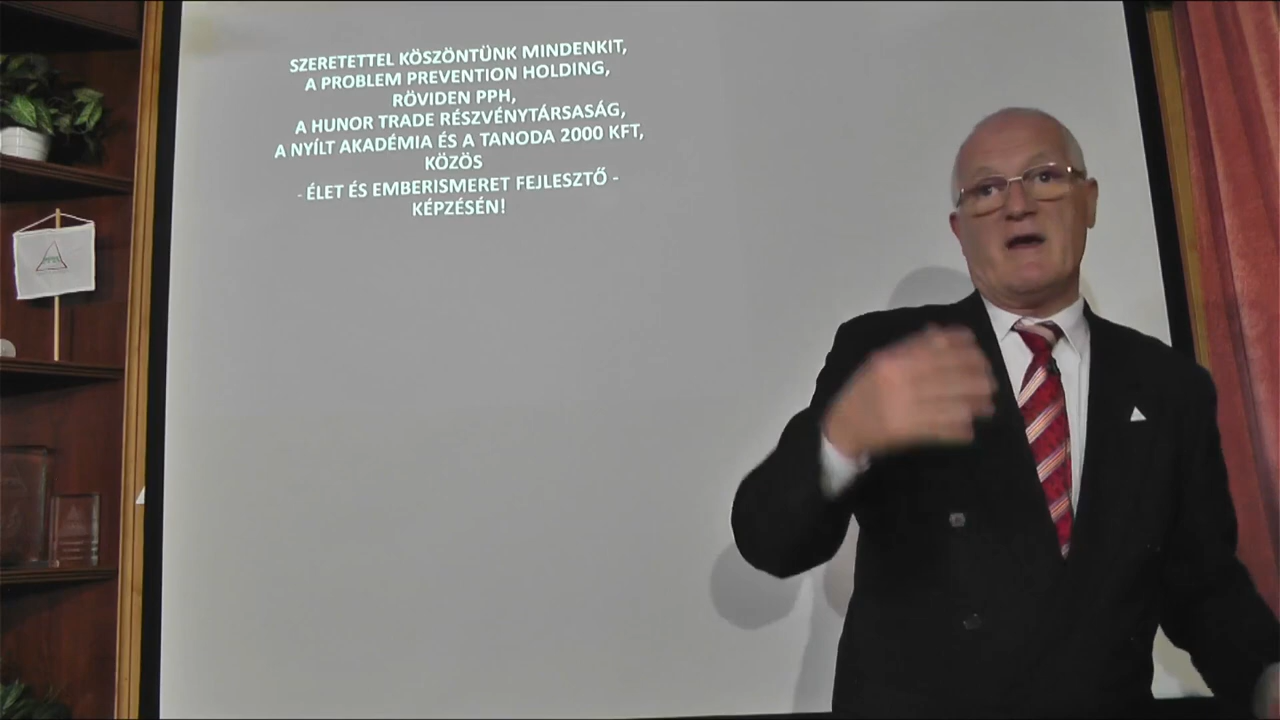 SZERETETTEL KÖSZÖNTÜNK MINDENKIT,
A PROBLEM PREVENTION HOLDING,
RÖVIDEN PPH,
A HUNOR TRADE RÉSZVÉNYTÁRSASÁG,
A NYÍLT AKADÉMIA ÉS A TANODA 2000 KFT,
KÖZÖS
- ÉLET ÉS EMBERISMERET FEJLESZTŐ -
KÉPZÉSÉN!